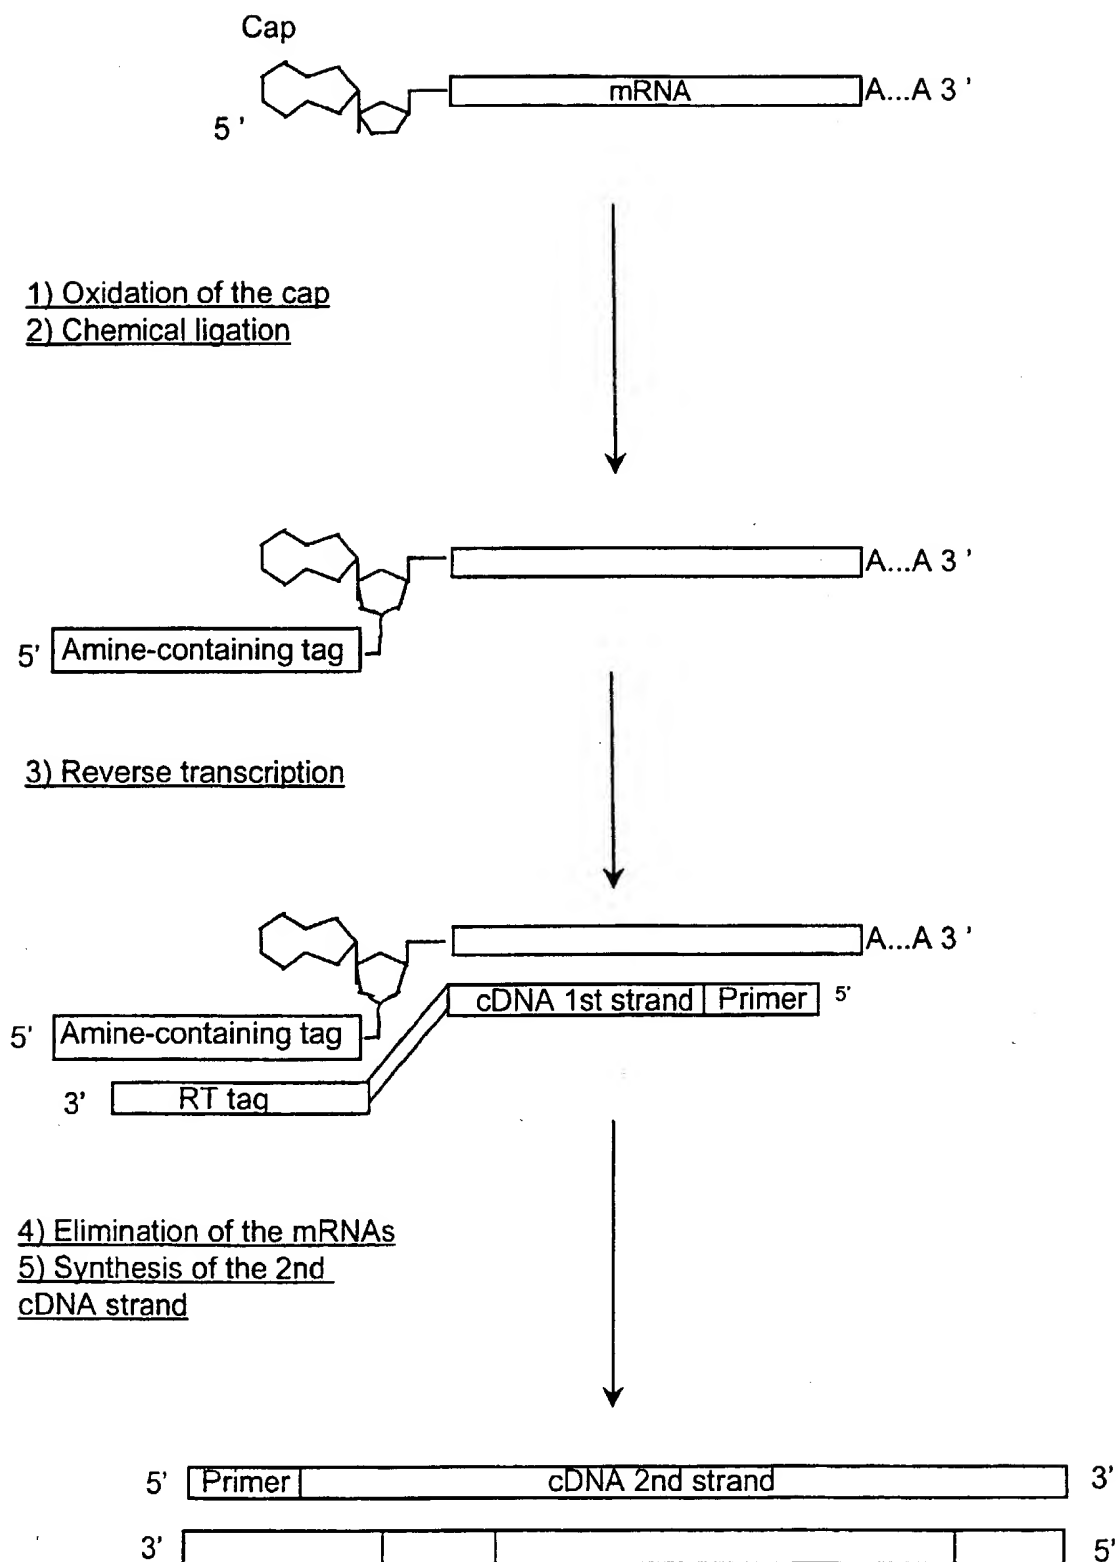 Cap
mRNA
A...A 3 '
5 '
1) Oxidation of the cap
2) Chemical ligation
A...A 3 '
5' Amine-containing tag
3) Reverse transcription
A...A 3 '
cDNA 1st strand Primer 5'
5' Amine-containing tag
3' RT tag
4) Elimination of the mRNAs
5) Synthesis of the 2nd
cDNA strand
5' Primer cDNA 2nd strand 3'
3' 5'